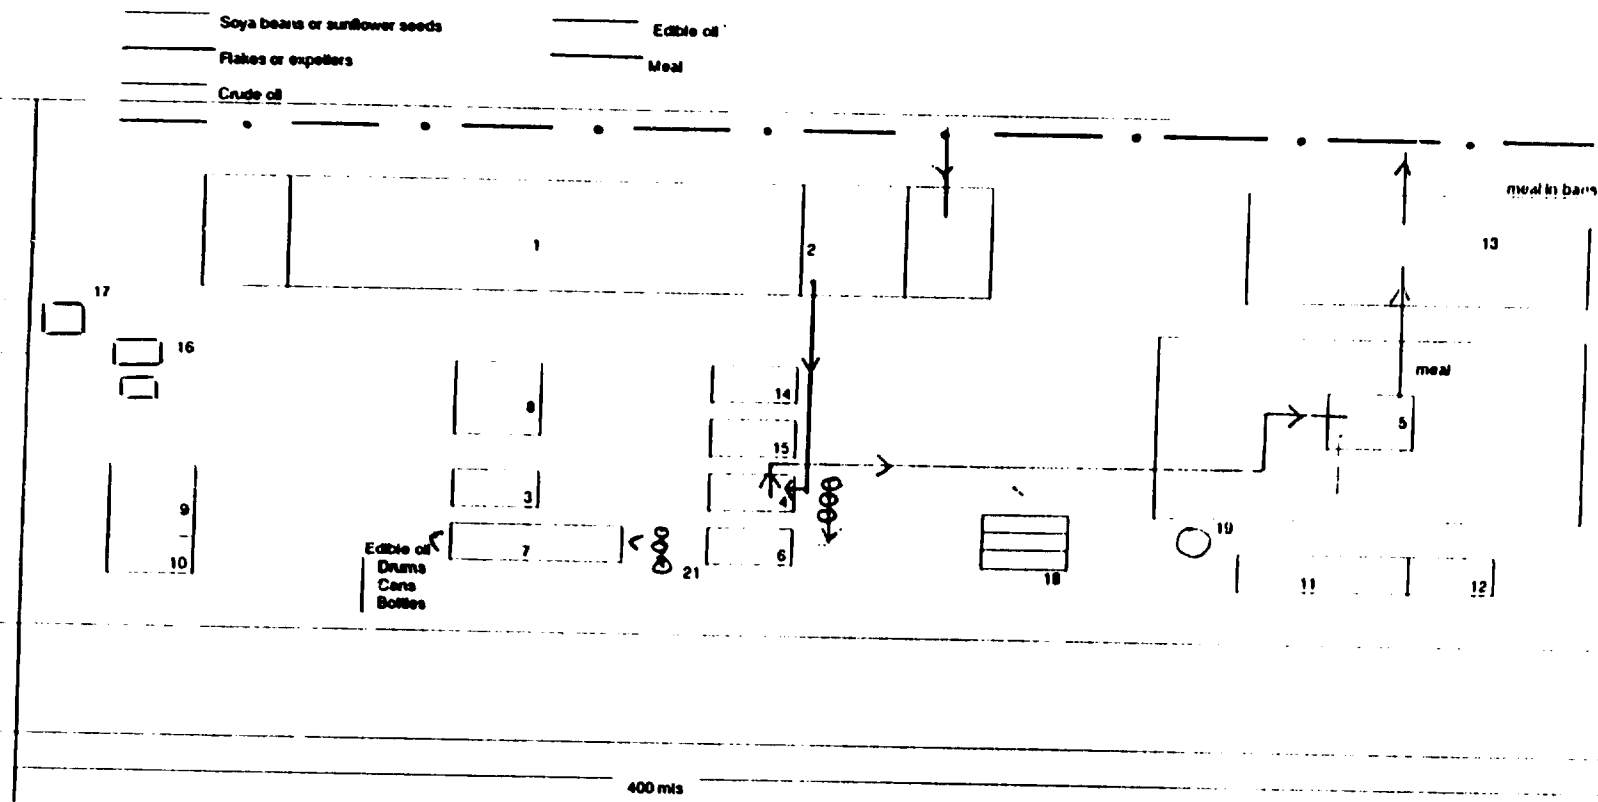 Soya beans or sunflower seeds
Edible oil
Flakes or expellers
Meal
Crude oil
meal in bags
1
2
13
17
16
meal
8
14
5
15
3
4
9
19
Edible oil
7
6
10
21
18
11
12
Drums
Cans
Bottles
400 mts